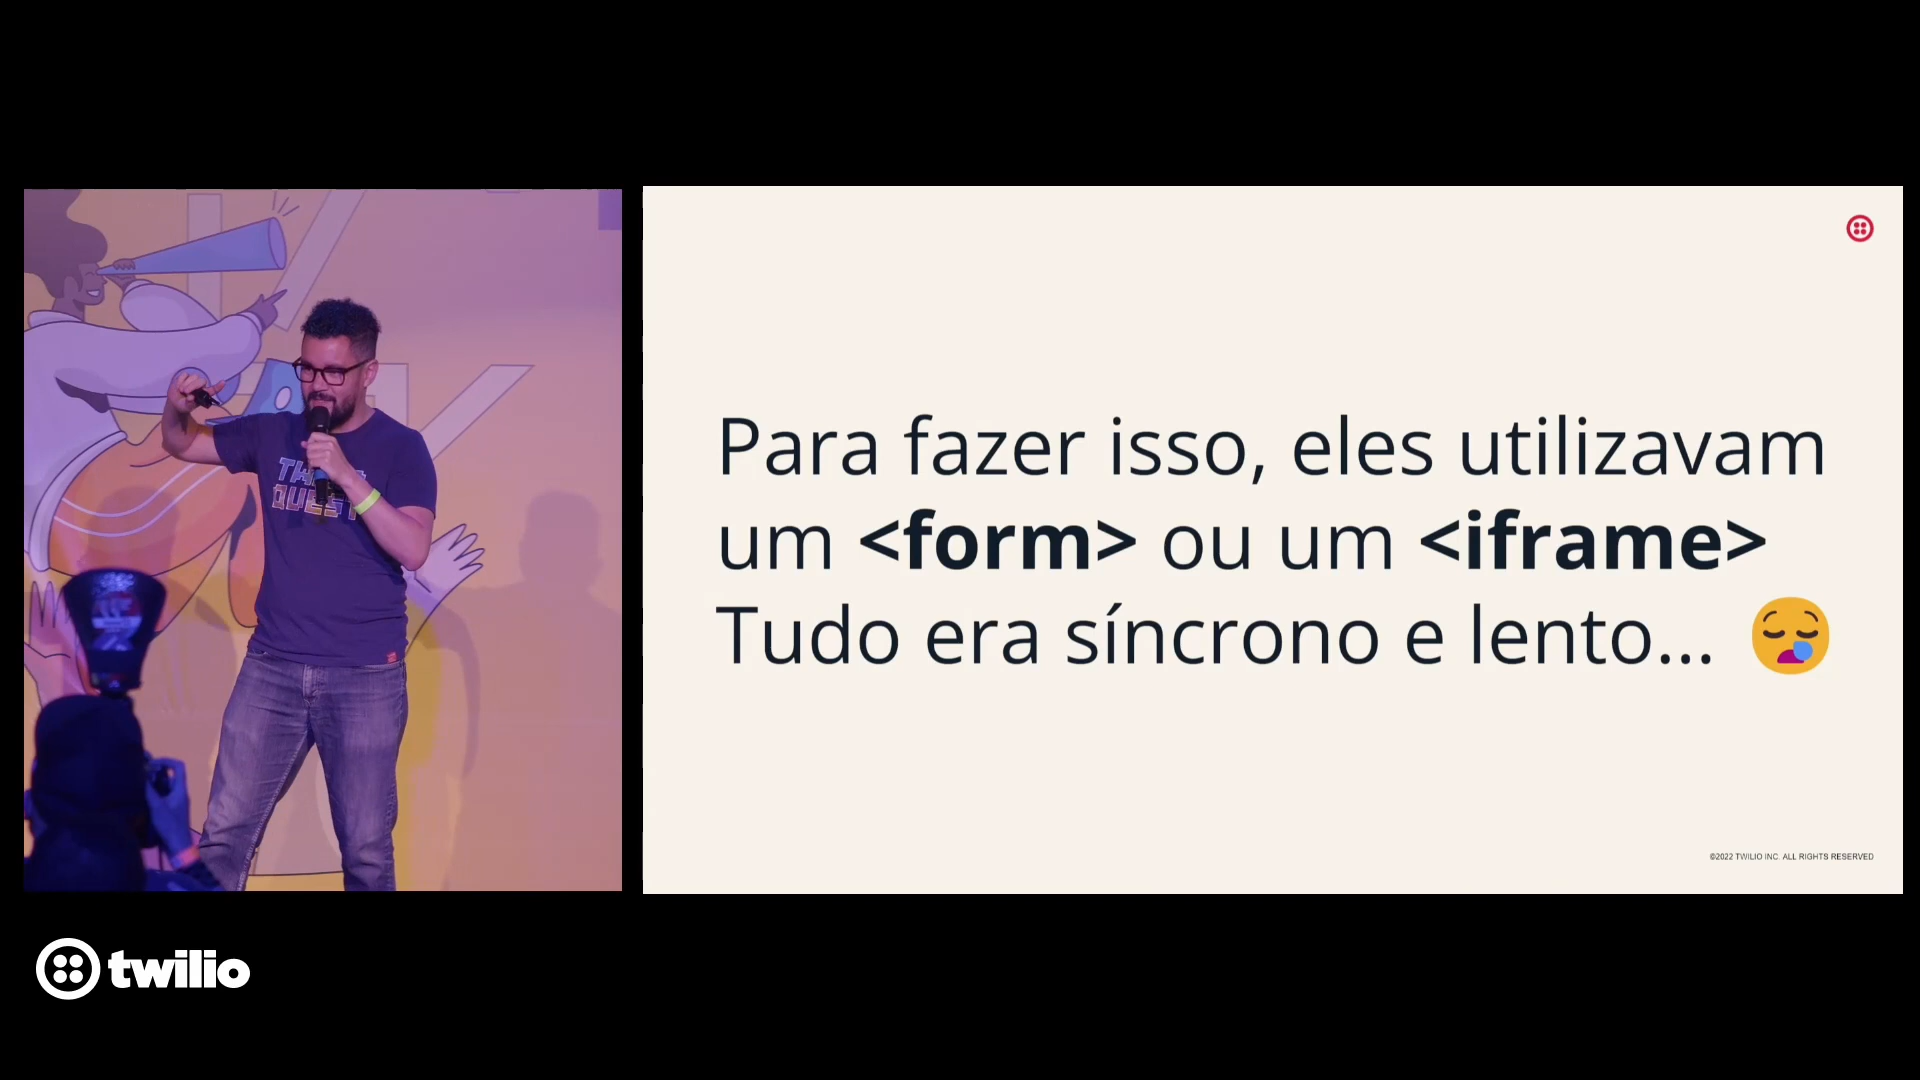 Para fazer isso, eles utilizavam
um <form> ou um <iframe>
Tudo era síncrono e lento... 😪
©2022 TWILIO INC. ALL RIGHTS RESERVED
twilio